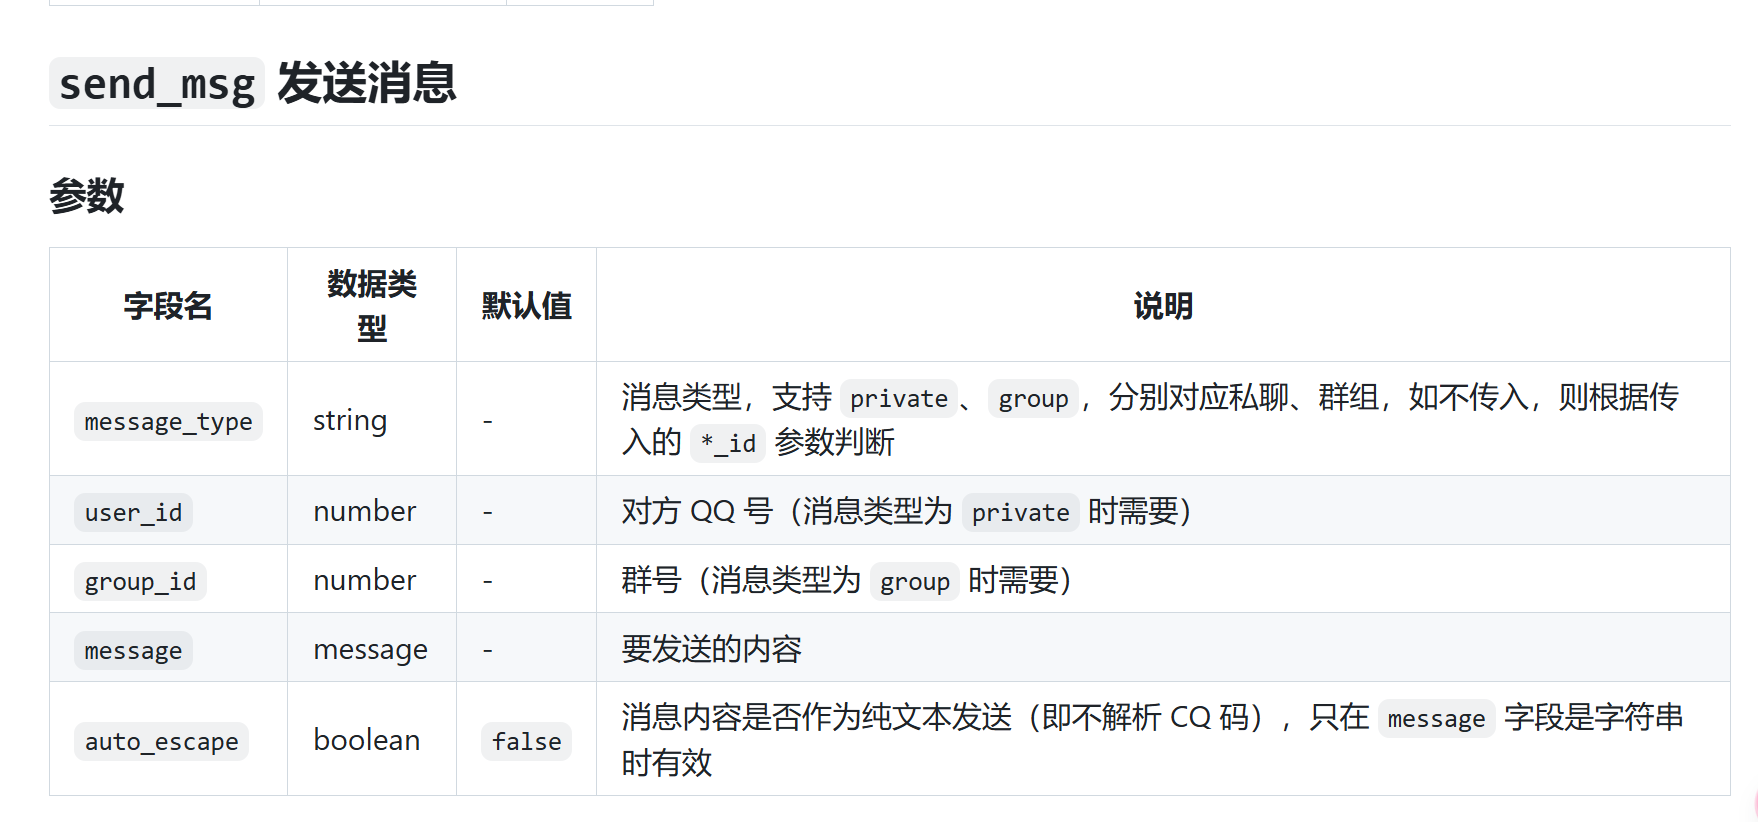 send_msg 发送消息
参数
字段名 数据类型 默认值 说明
message_type string - 消息类型，支持 private、group，分别对应私聊、群组，如不传入，则根据传
入的 *_id 参数判断
user_id number - 对方 QQ 号（消息类型为 private 时需要）
group_id number - 群号（消息类型为 group 时需要）
message message - 要发送的内容
auto_escape boolean false 消息内容是否作为纯文本发送（即不解析 CQ 码），只在 message 字段是字符串
时有效